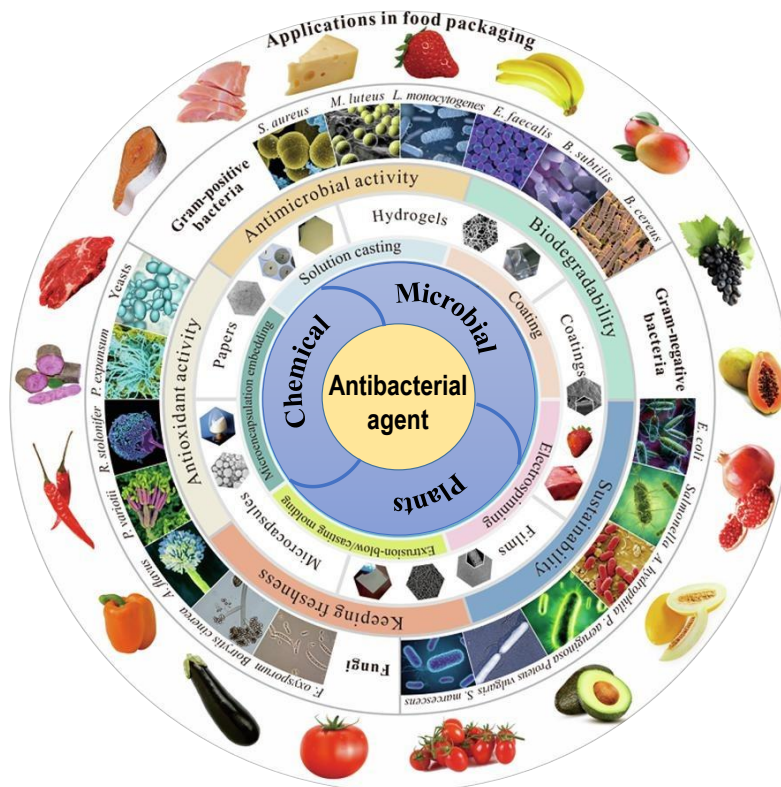 Applications in food packaging
Gram-positive
bacteria
S. aureus
M. luteus
L. monocytogenes
E. faecalis
B. subtilis
B. cereus
Gram-negative
bacteria
E. coli
Salmonella
A. hydrophila
P. aeruginosa
Proteus vulgaris
S. marcescens
Fungi
F. oxysporum
Botrytis cinerea
A. flavus
P. variotii
R. stolonifer
P. expansum
Yeasts
Antimicrobial activity
Biodegradability
Sustainability
Keeping freshness
Antioxidant activity
Hydrogels
Coatings
Films
Microcapsules
Papers
Solution casting
Coating
Electrospinning
Extrusion-blow/casting molding
Microencapsulation embedding
Chemical
Microbial
Plants
Antibacterial
agent